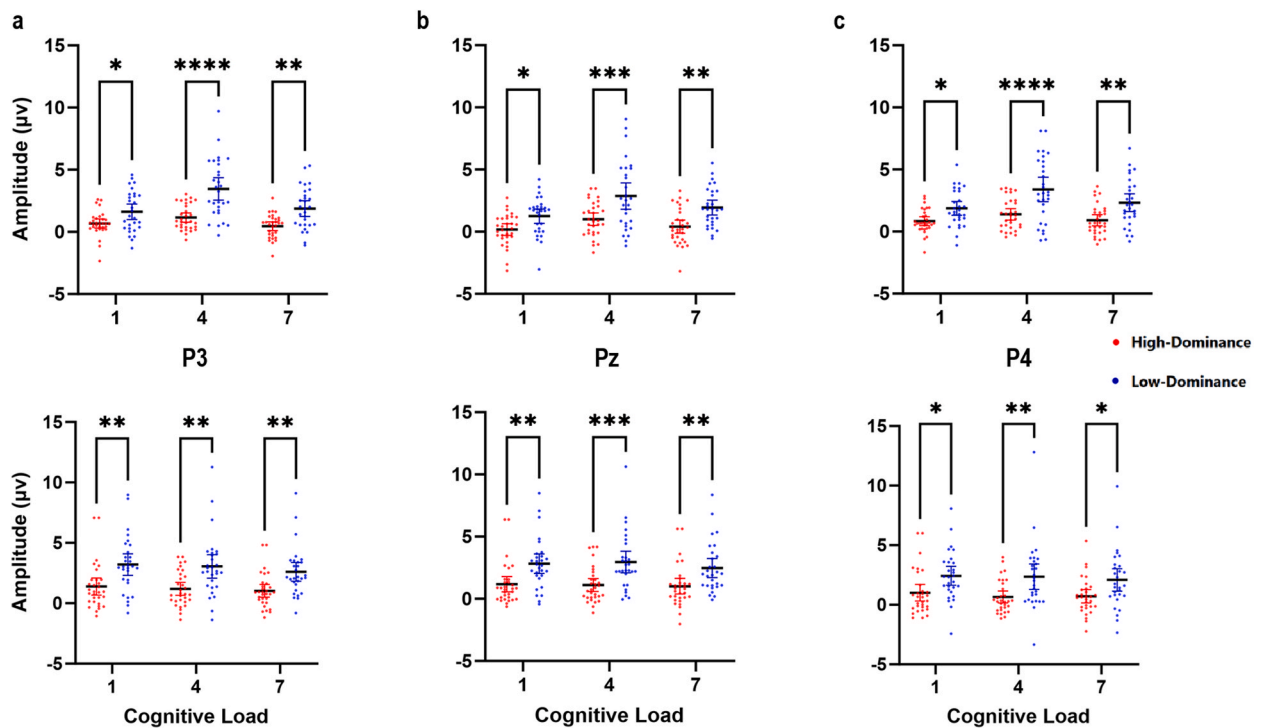 a b c
* **** ** * *** ** * **** **
Amplitude (μv)
15
10
5
0
-5
1 4 7
15
10
5
0
-5
1 4 7
15
10
5
0
-5
1 4 7
P3 Pz P4
High-Dominance
Low-Dominance
** ** ** ** *** ** * ** *
Amplitude (μv)
15
10
5
0
-5
1 4 7
Cognitive Load
15
10
5
0
-5
1 4 7
Cognitive Load
15
10
5
0
-5
1 4 7
Cognitive Load